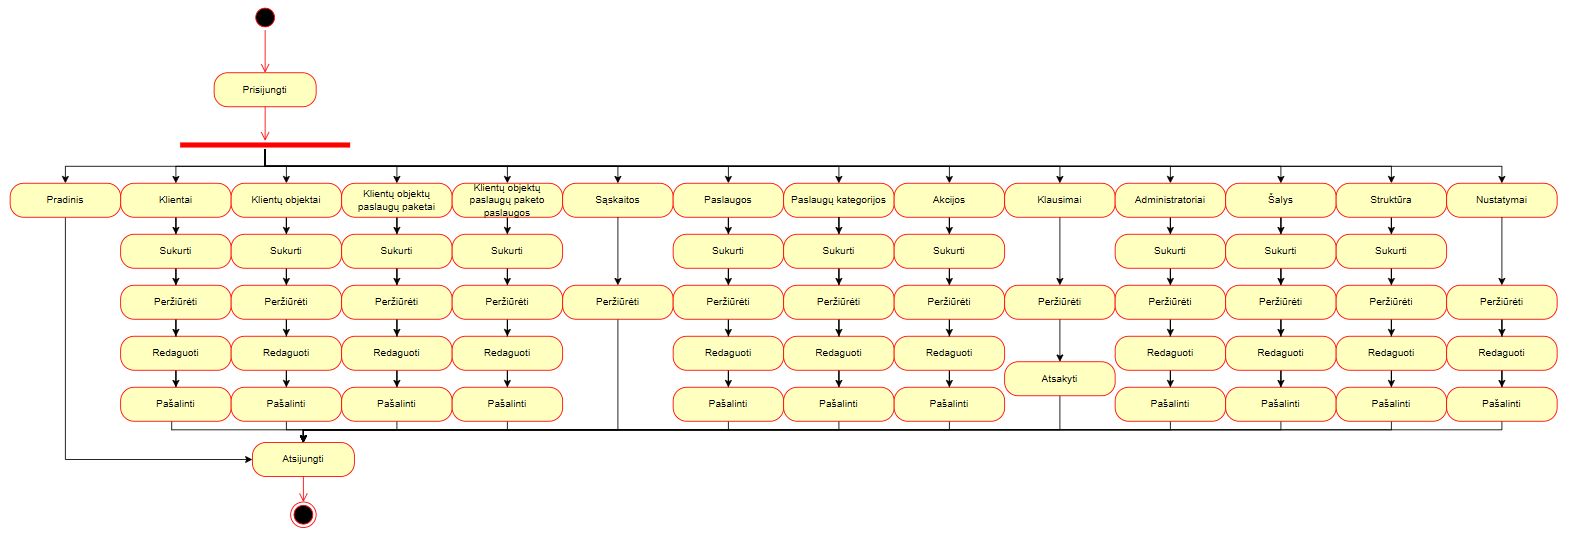 Prisijungti
Pradinis
Klientai
Klientų objektai
Klientų objektų
paslaugų paketai
Klientų objektų
paslaugų paketo
paslaugos
Sąskaitos
Paslaugos
Paslaugų kategorijos
Akcijos
Klausimai
Administratoriai
Šalys
Struktūra
Nustatymai
Sukurti
Sukurti
Sukurti
Sukurti
Sukurti
Sukurti
Sukurti
Sukurti
Sukurti
Sukurti
Peržiūrėti
Peržiūrėti
Peržiūrėti
Peržiūrėti
Peržiūrėti
Peržiūrėti
Peržiūrėti
Peržiūrėti
Peržiūrėti
Peržiūrėti
Peržiūrėti
Peržiūrėti
Peržiūrėti
Redaguoti
Redaguoti
Redaguoti
Redaguoti
Redaguoti
Redaguoti
Redaguoti
Redaguoti
Redaguoti
Redaguoti
Redaguoti
Atsakyti
Pašalinti
Pašalinti
Pašalinti
Pašalinti
Pašalinti
Pašalinti
Pašalinti
Pašalinti
Pašalinti
Pašalinti
Pašalinti
Atsijungti